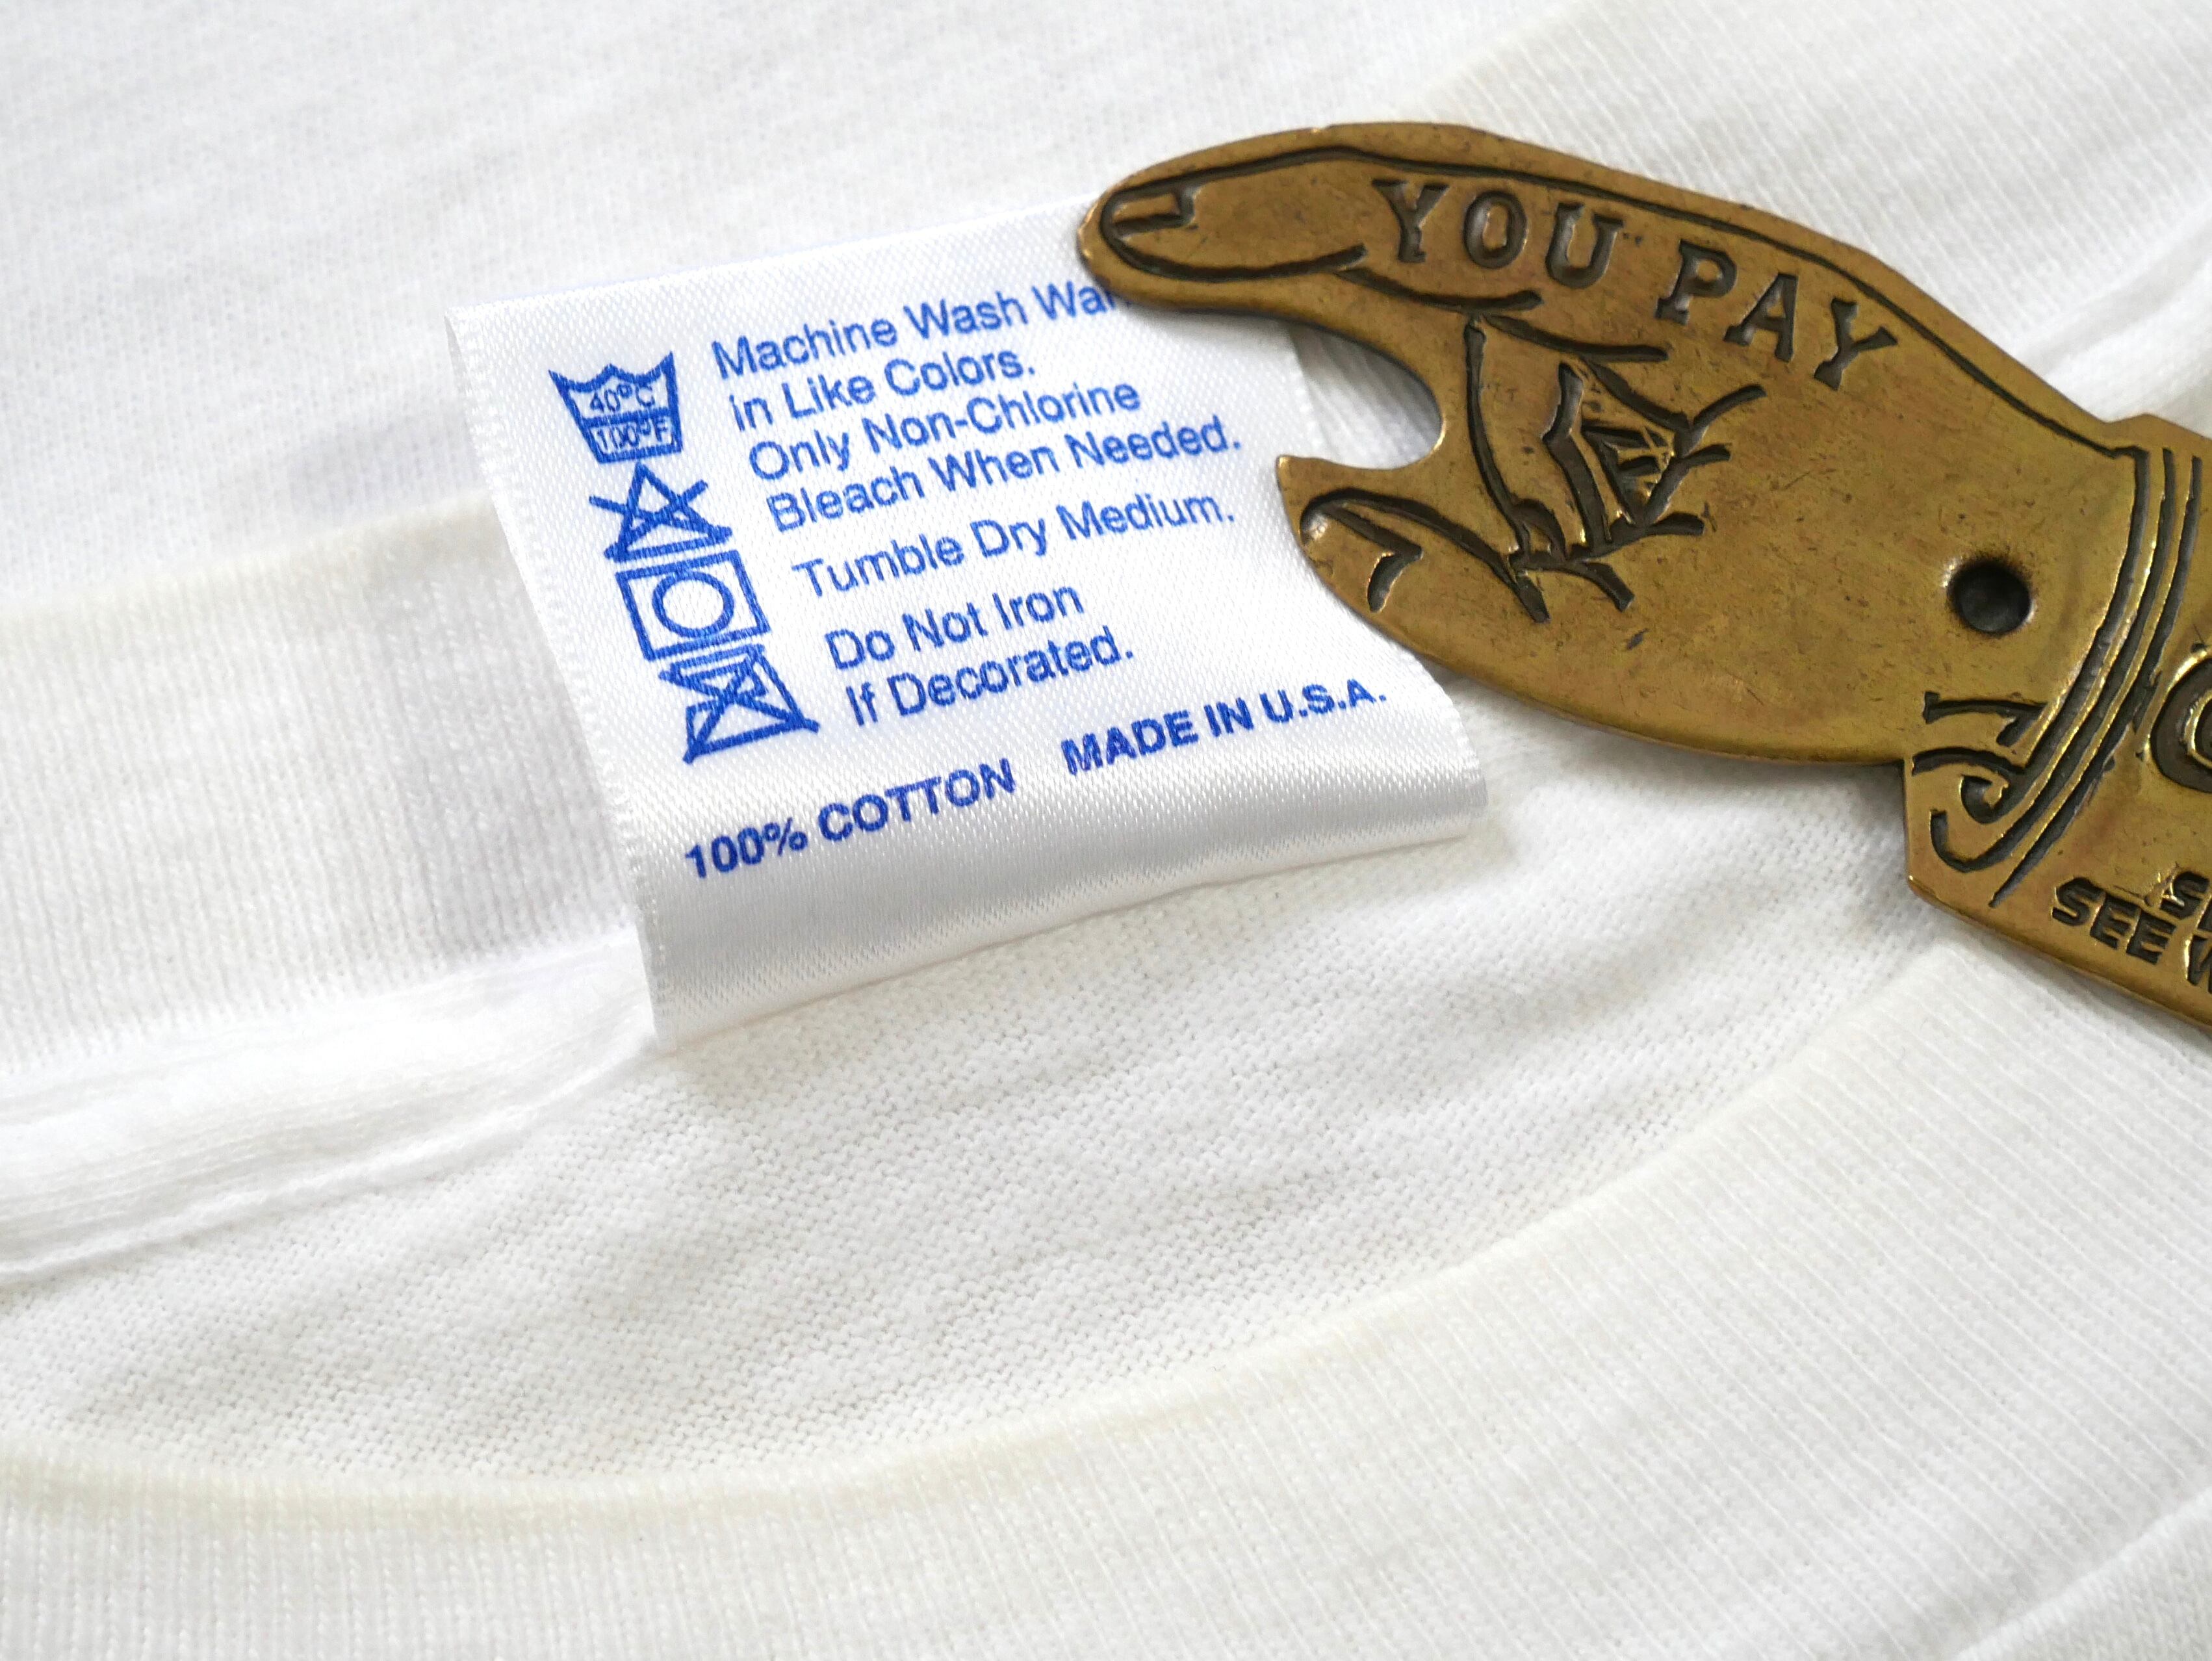 Machine Wash
in Like Colors.
Only Non-Chlorine
Bleach When Needed.
Tumble Dry Medium.
Do Not Iron
If Decorated.
100% COTTON MADE IN U.S.A.
40°C
100°F
YOU PAY
SEE